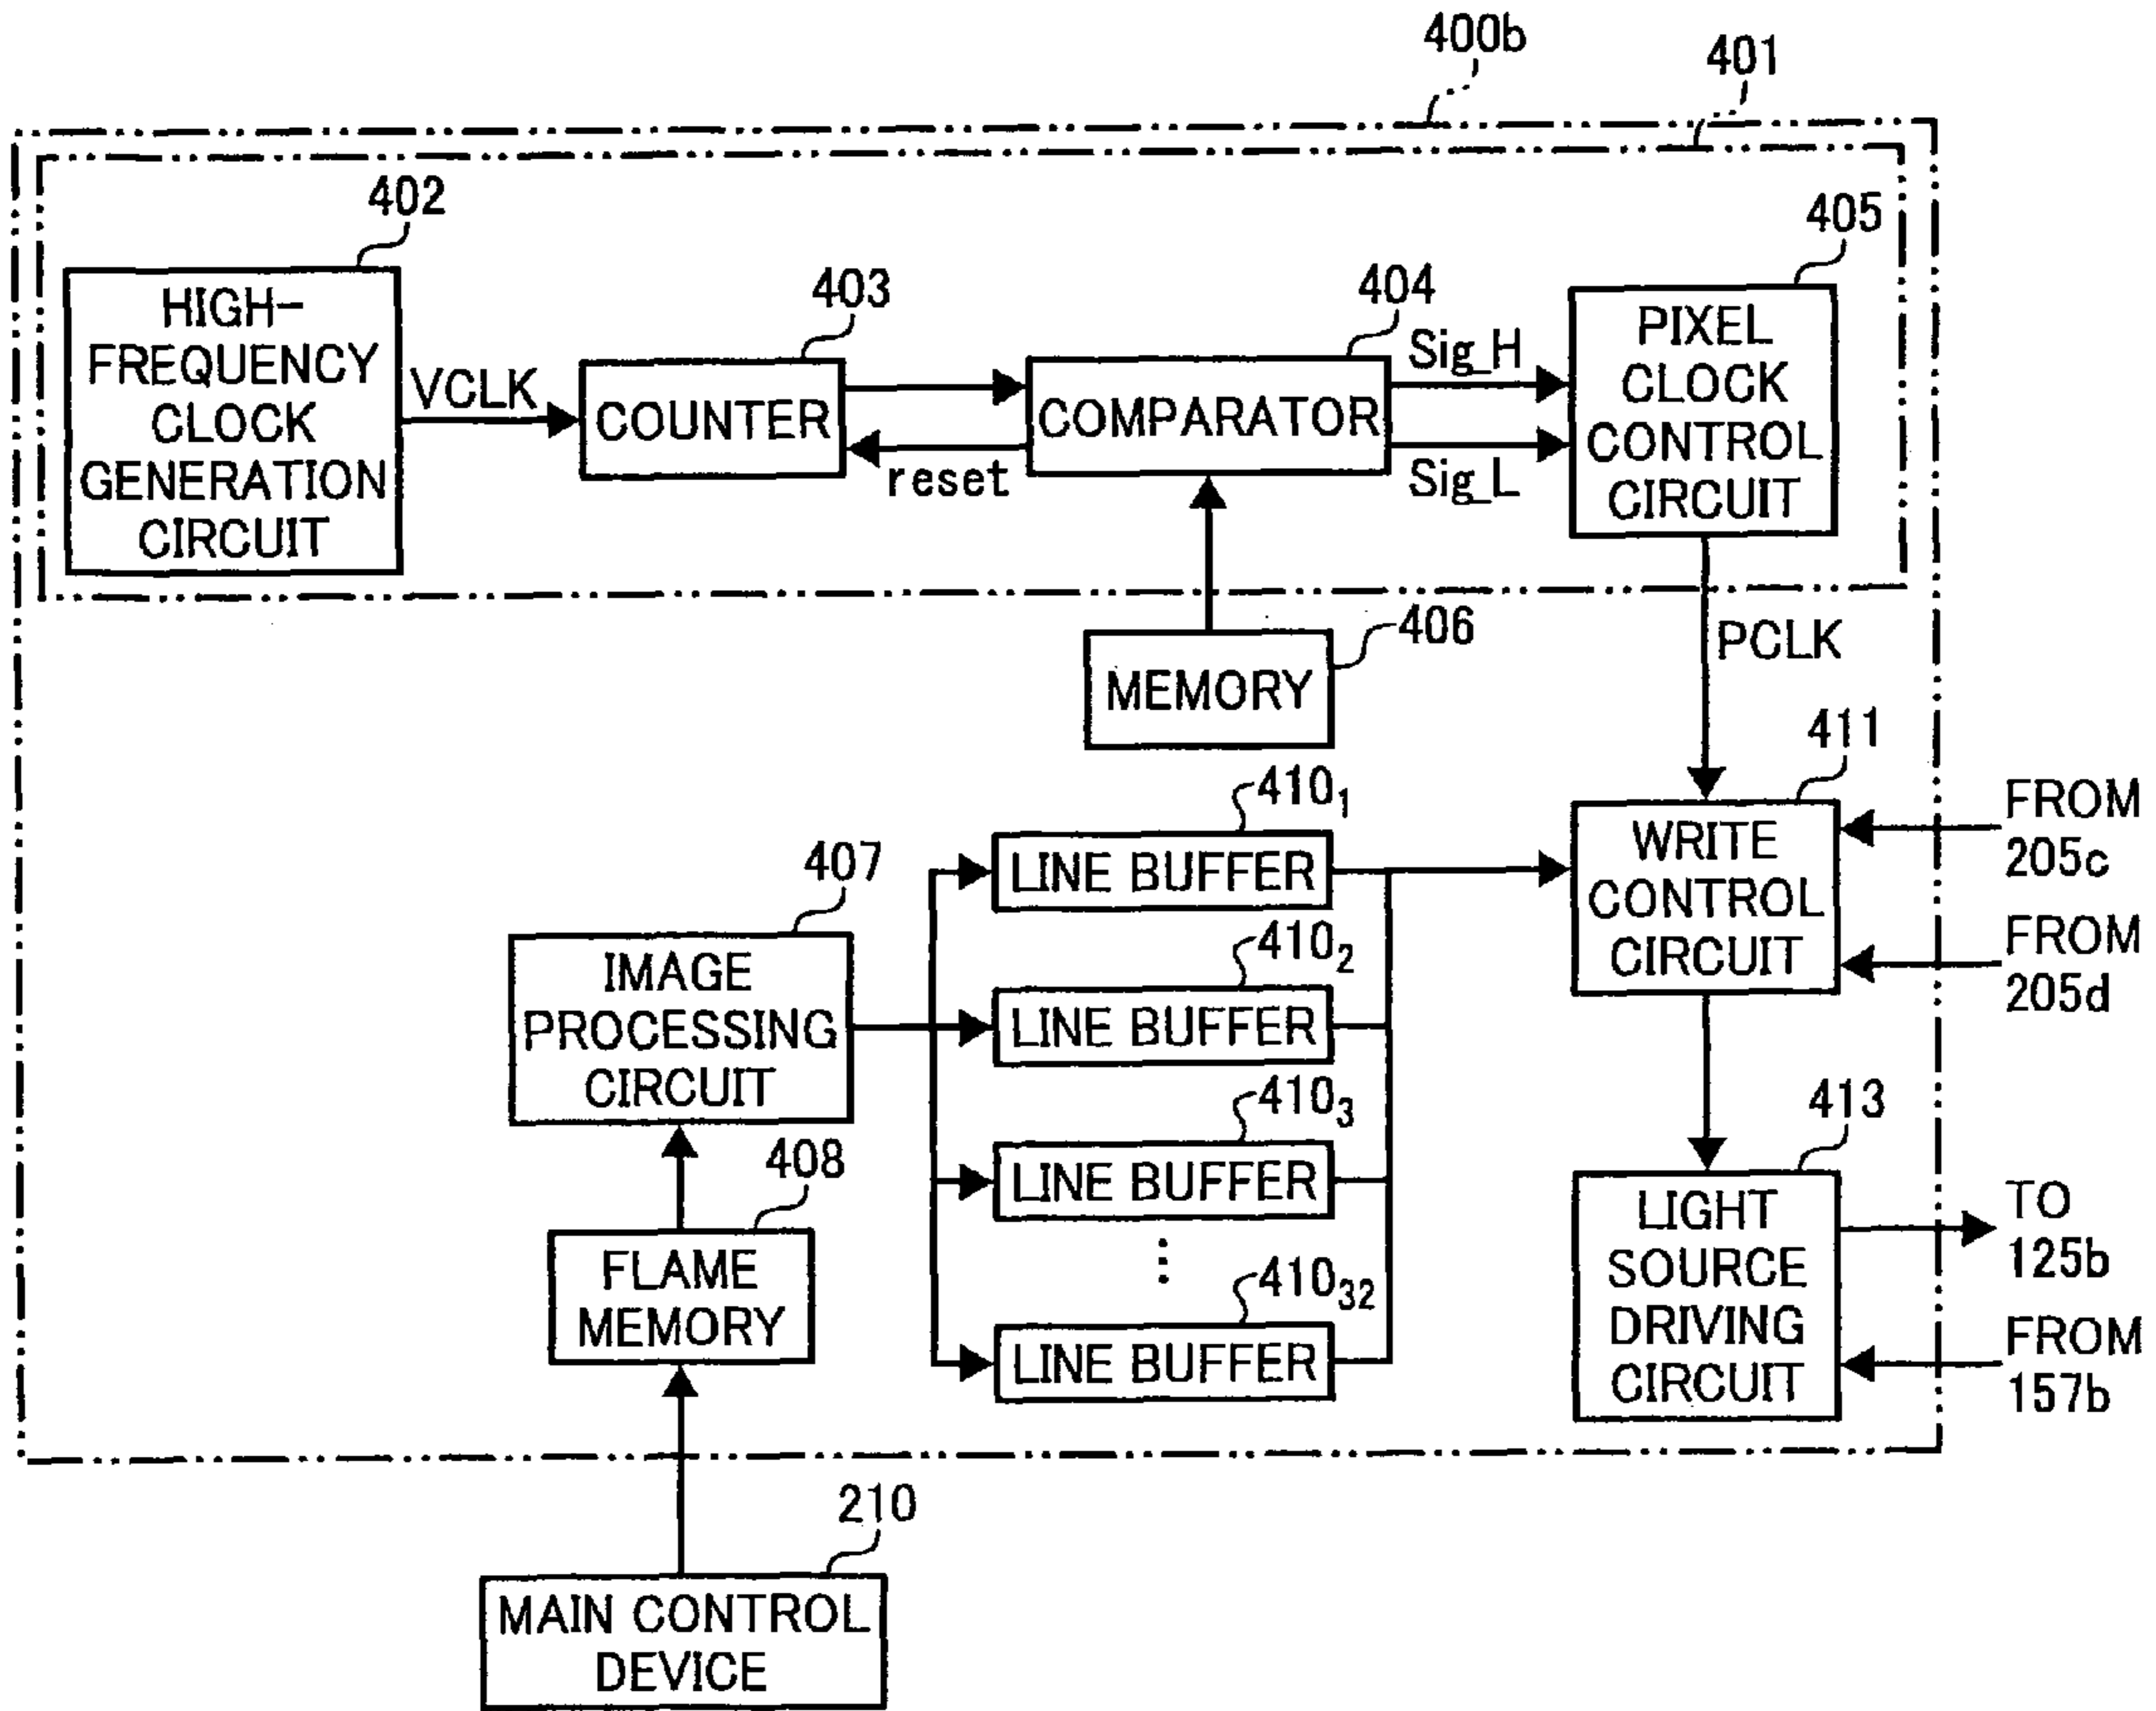 400b
401
402
HIGH-
FREQUENCY
CLOCK
GENERATION
CIRCUIT
VCLK
403
COUNTER
reset
404
COMPARATOR
Sig_H
Sig_L
405
PIXEL
CLOCK
CONTROL
CIRCUIT
406
MEMORY
PCLK
411
WRITE
CONTROL
CIRCUIT
FROM
205c
FROM
205d
407
IMAGE
PROCESSING
CIRCUIT
410₁
LINE BUFFER
410₂
LINE BUFFER
410₃
LINE BUFFER
⋮
410₃₂
LINE BUFFER
408
FLAME
MEMORY
413
LIGHT
SOURCE
DRIVING
CIRCUIT
TO
125b
FROM
157b
210
MAIN CONTROL
DEVICE